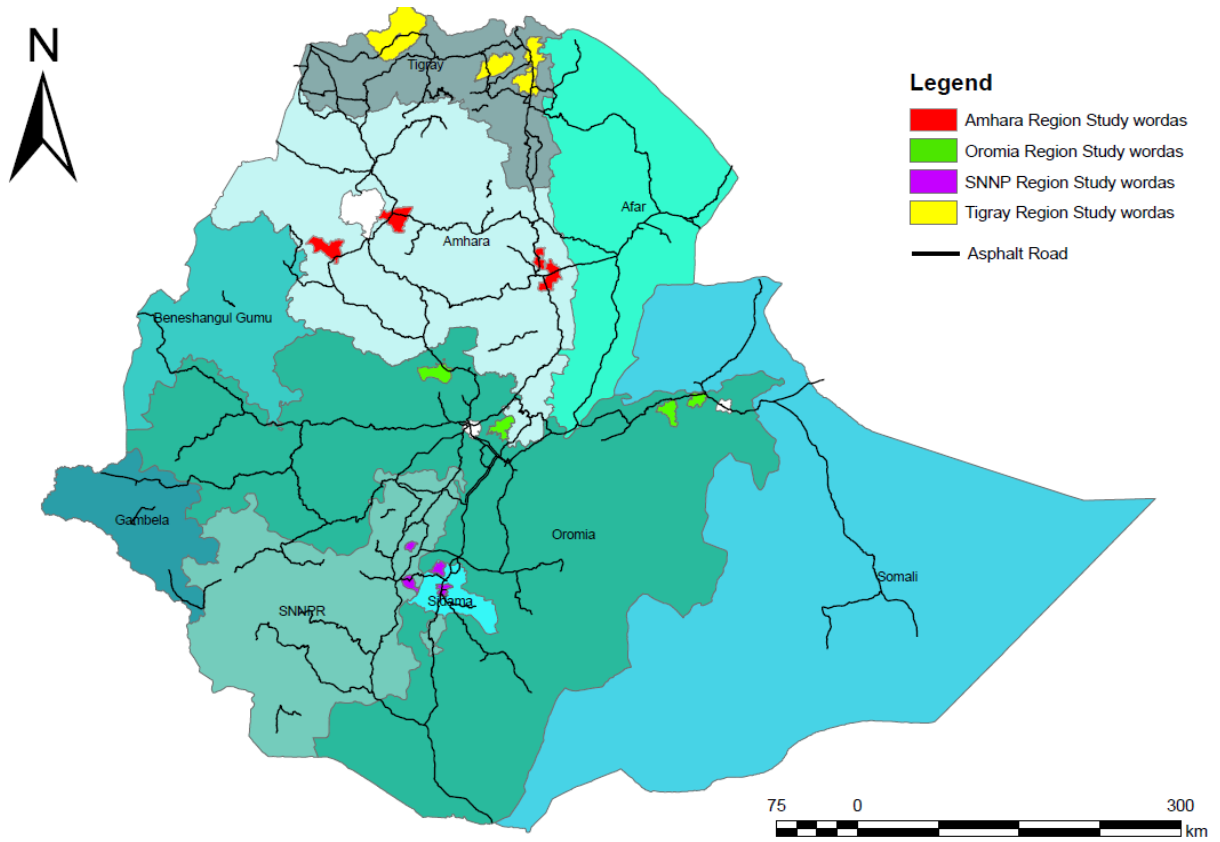 N
Tigray
Afar
Amhara
Beneshangul Gumu
Gambela
Oromia
Somali
SNNPR
Sidama
Legend
Amhara Region Study wordas
Oromia Region Study wordas
SNNP Region Study wordas
Tigray Region Study wordas
Asphalt Road
75 0 300
km